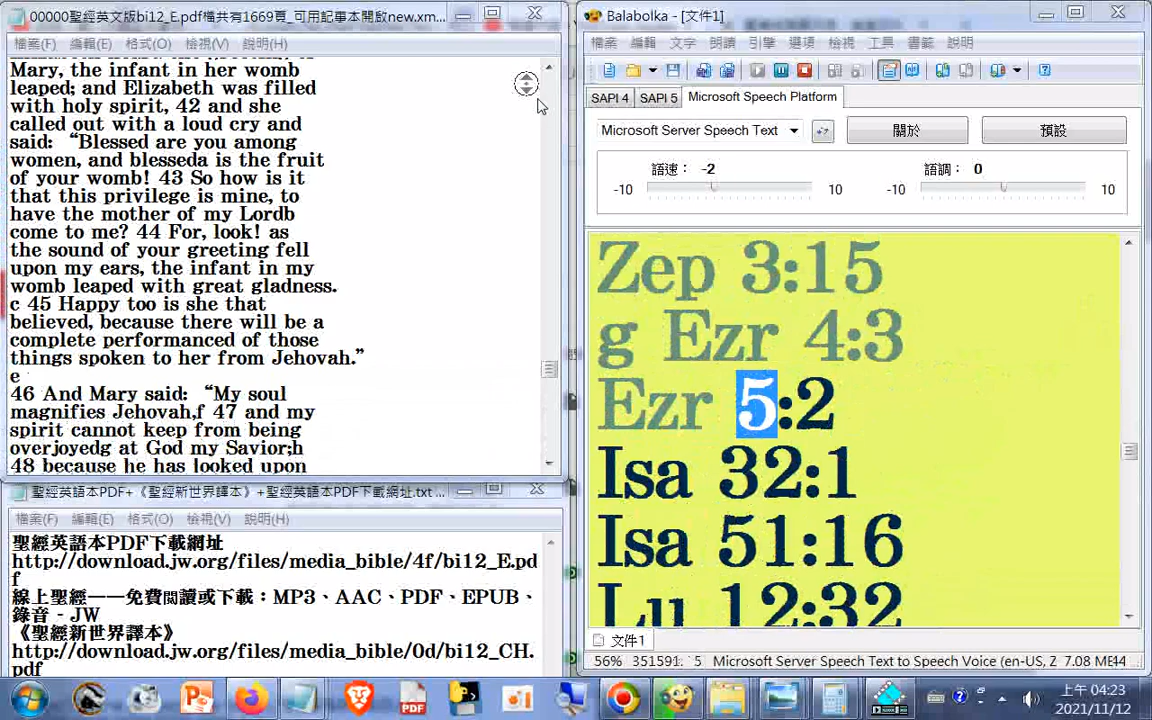 00000聖經英文版bi12_E.pdf檔共有1669頁_可用記事本開啟new.xm...
檔案(F) 編輯(E) 格式(O) 檢視(V) 說明(H)
Mary, the infant in her womb
leaped; and Elizabeth was filled
with holy spirit, 42 and she
called out with a loud cry and
said: “Blessed are you among
women, and blesseda is the fruit
of your womb! 43 So how is it
that this privilege is mine, to
have the mother of my Lordb
come to me? 44 For, look! as
the sound of your greeting fell
upon my ears, the infant in my
womb leaped with great gladness.
c 45 Happy too is she that
believed, because there will be a
complete performanced of those
things spoken to her from Jehovah.”
e
46 And Mary said: “My soul
magnifies Jehovah,f 47 and my
spirit cannot keep from being
overjoyedg at God my Savior;h
48 because he has looked upon
聖經英語本PDF+《聖經新世界譯本》+聖經英語本PDF下載網址.txt ...
檔案(F) 編輯(E) 格式(O) 檢視(V) 說明(H)
聖經英語本PDF下載網址
http://download.jw.org/files/media_bible/4f/bi12_E.pd
f
線上聖經——免費閱讀或下載：MP3、AAC、PDF、EPUB、
錄音 - JW
《聖經新世界譯本》
http://download.jw.org/files/media_bible/0d/bi12_CH.
pdf
Balabolka - [文件1]
檔案 編輯 文字 朗讀 引擎 選項 檢視 工具 書籤 說明
SAPI 4 SAPI 5 Microsoft Speech Platform
Microsoft Server Speech Text 關於 預設
語速： -2 語調： 0
-10 10 -10 10
Zep 3:15
g Ezr 4:3
Ezr 5:2
Isa 32:1
Isa 51:16
Lu 12:32
文件1
56% 351591. 5 Microsoft Server Speech Text to Speech Voice (en-US, Z 7.08 ME44
上午 04:23
2021/11/12